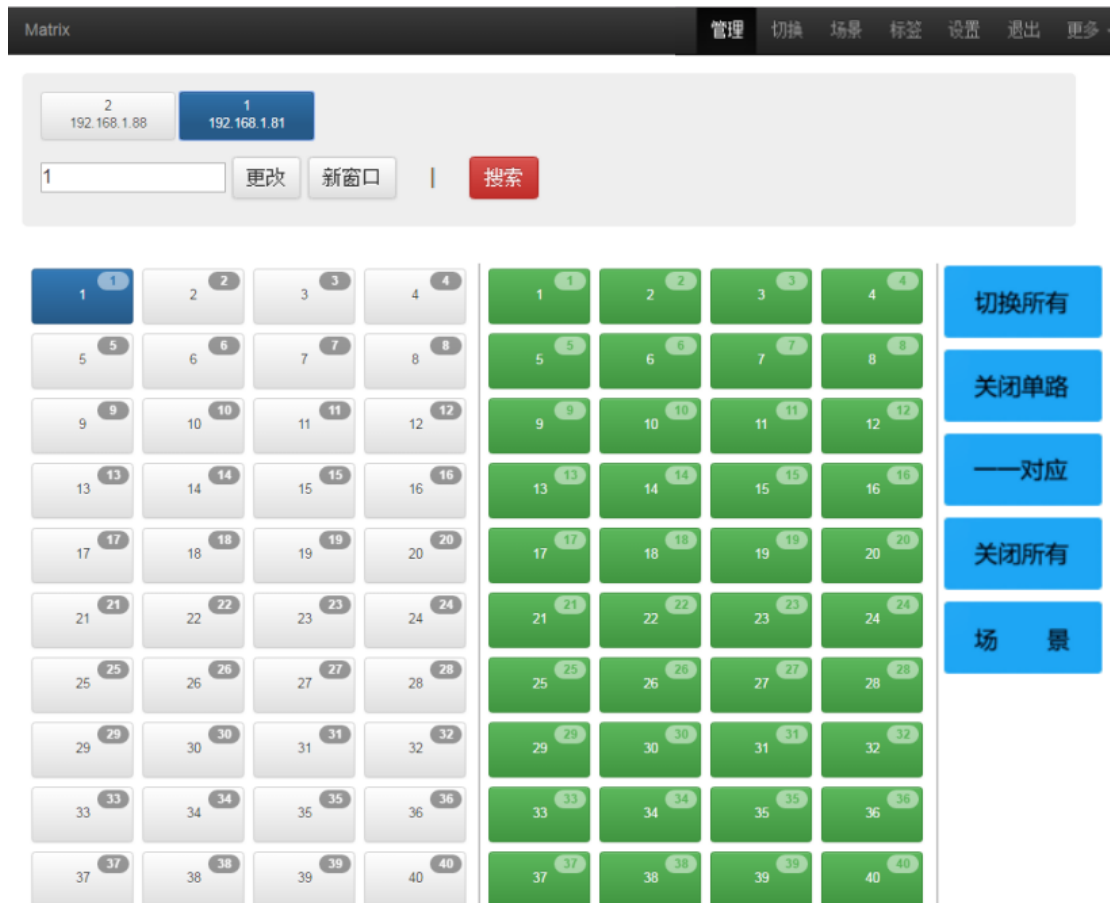 Matrix 管理 切换 场景 标签 设置 退出 更多
2 1
192.168.1.88 192.168.1.81
1 更改 新窗口 | 搜索
1 1 2 2 3 3 4 4 1 1 2 2 3 3 4 4 切换所有
5 5 6 6 7 7 8 8 5 5 6 6 7 7 8 8 关闭单路
9 9 10 10 11 11 12 12 9 9 10 10 11 11 12 12
13 13 14 14 15 15 16 16 13 13 14 14 15 15 16 16 一一对应
17 17 18 18 19 19 20 20 17 17 18 18 19 19 20 20 关闭所有
21 21 22 22 23 23 24 24 21 21 22 22 23 23 24 24 场 景
25 25 26 26 27 27 28 28 25 25 26 26 27 27 28 28
29 29 30 30 31 31 32 32 29 29 30 30 31 31 32 32
33 33 34 34 35 35 36 36 33 33 34 34 35 35 36 36
37 37 38 38 39 39 40 40 37 37 38 38 39 39 40 40